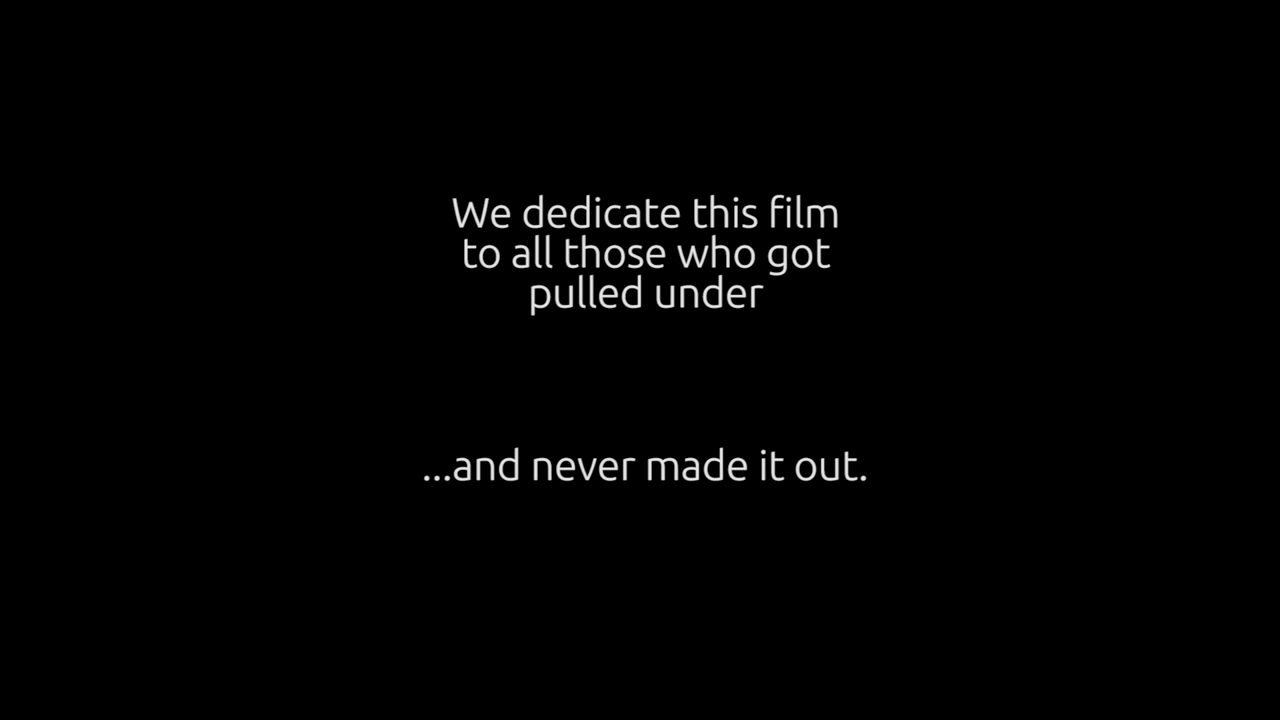 We dedicate this film
to all those who got
pulled under
...and never made it out.